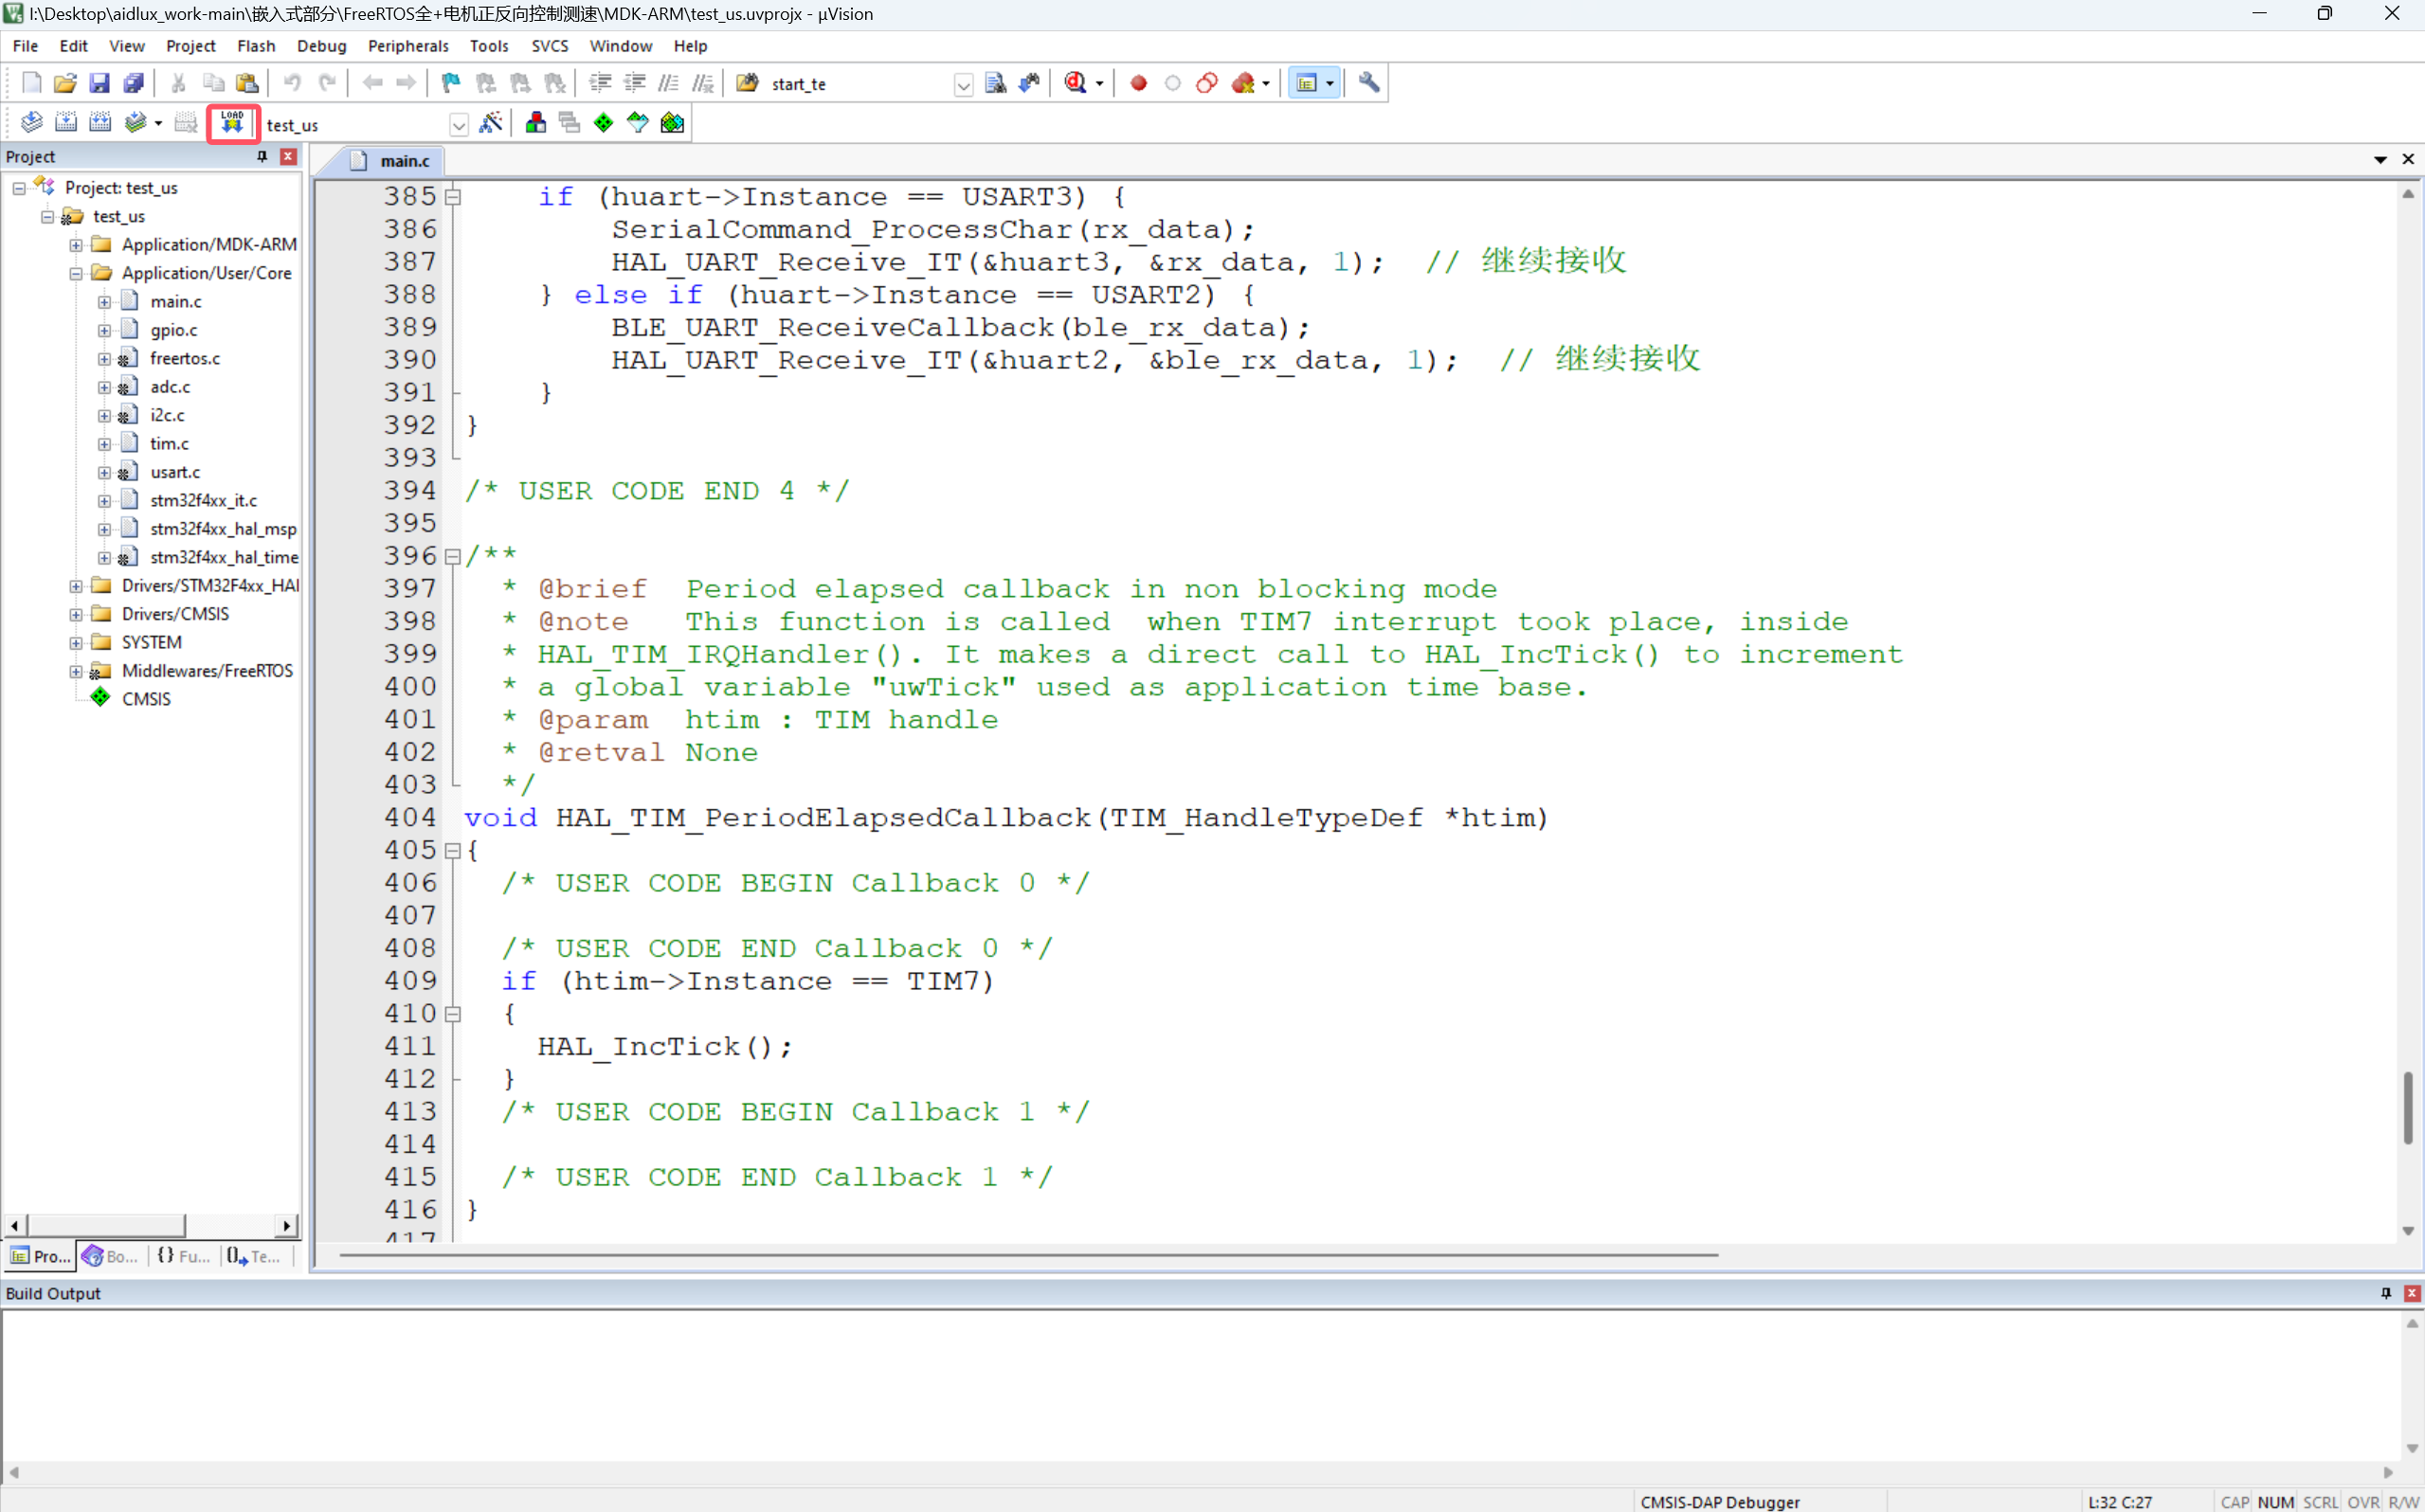 I:\Desktop\aidlux_work-main\嵌入式部分\FreeRTOS全+电机正反向控制测速\MDK-ARM\test_us.uvprojx - µVision
File Edit View Project Flash Debug Peripherals Tools SVCS Window Help
start_te
LOAD test_us
Project
main.c
Project: test_us
test_us
Application/MDK-ARM
Application/User/Core
main.c
gpio.c
freertos.c
adc.c
i2c.c
tim.c
usart.c
stm32f4xx_it.c
stm32f4xx_hal_msp
stm32f4xx_hal_time
Drivers/STM32F4xx_HAl
Drivers/CMSIS
SYSTEM
Middlewares/FreeRTOS
CMSIS
Pro... Bo... {} Fu... Te...
385 if (huart->Instance == USART3) {
386 SerialCommand_ProcessChar(rx_data);
387 HAL_UART_Receive_IT(&huart3, &rx_data, 1); // 继续接收
388 } else if (huart->Instance == USART2) {
389 BLE_UART_ReceiveCallback(ble_rx_data);
390 HAL_UART_Receive_IT(&huart2, &ble_rx_data, 1); // 继续接收
391 }
392 }
393
394 /* USER CODE END 4 */
395
396 /**
397 * @brief Period elapsed callback in non blocking mode
398 * @note This function is called when TIM7 interrupt took place, inside
399 * HAL_TIM_IRQHandler(). It makes a direct call to HAL_IncTick() to increment
400 * a global variable "uwTick" used as application time base.
401 * @param htim : TIM handle
402 * @retval None
403 */
404 void HAL_TIM_PeriodElapsedCallback(TIM_HandleTypeDef *htim)
405 {
406 /* USER CODE BEGIN Callback 0 */
407
408 /* USER CODE END Callback 0 */
409 if (htim->Instance == TIM7)
410 {
411 HAL_IncTick();
412 }
413 /* USER CODE BEGIN Callback 1 */
414
415 /* USER CODE END Callback 1 */
416 }
417
Build Output
CMSIS-DAP Debugger L:32 C:27 CAP NUM SCRL OVR R/W